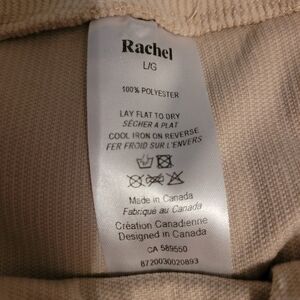 Rachel
L/G
100% POLYESTER
LAY FLAT TO DRY
SÉCHER A PLAT
COOL IRON ON REVERSE
FER FROID SUR L'ENVERS
Made in Canada
Fabriqué au Canada
Création Canadienne
Designed in Canada
CA 589550
8720030020893